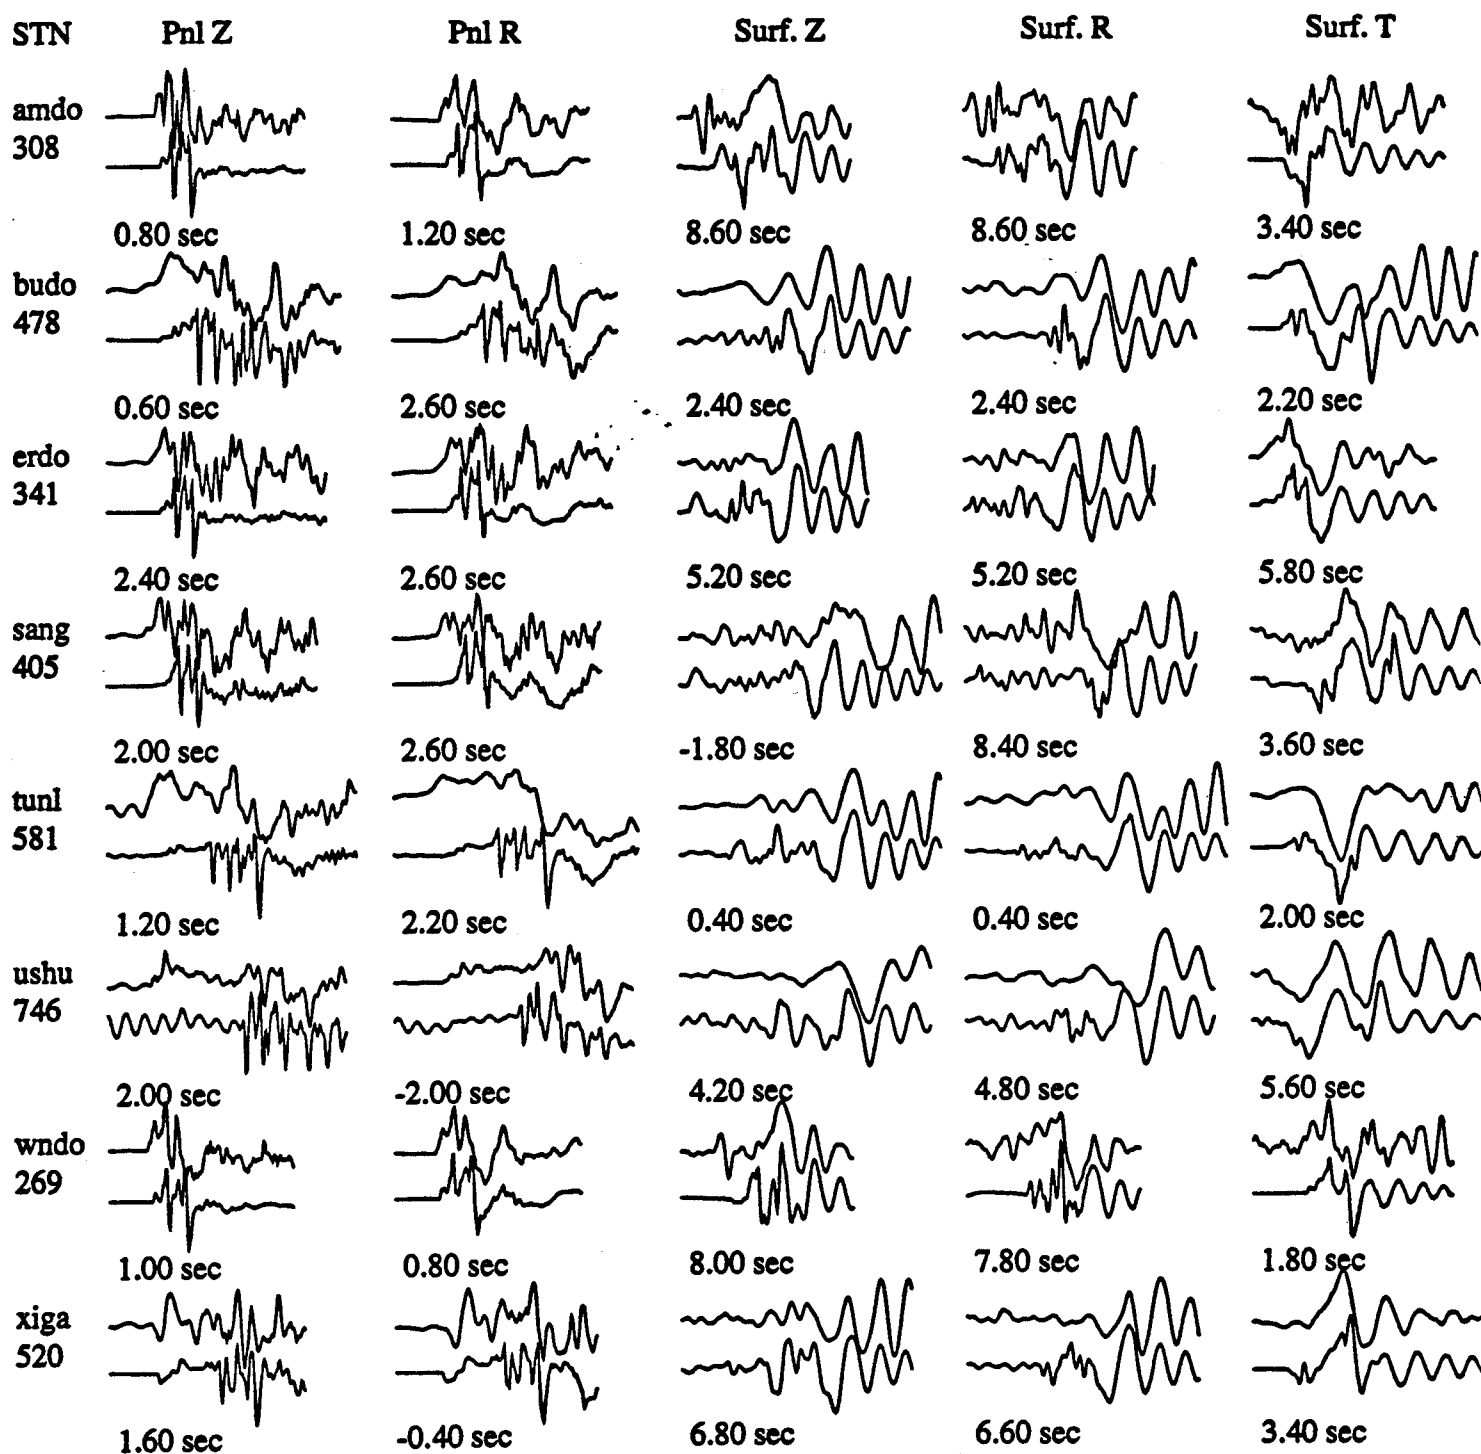 STN Pnl Z Pnl R Surf. Z Surf. R Surf. T
amdo
308
0.80 sec 1.20 sec 8.60 sec 8.60 sec 3.40 sec
budo
478
0.60 sec 2.60 sec 2.40 sec 2.40 sec 2.20 sec
erdo
341
2.40 sec 2.60 sec 5.20 sec 5.20 sec 5.80 sec
sang
405
2.00 sec 2.60 sec -1.80 sec 8.40 sec 3.60 sec
tunl
581
1.20 sec 2.20 sec 0.40 sec 0.40 sec 2.00 sec
ushu
746
2.00 sec -2.00 sec 4.20 sec 4.80 sec 5.60 sec
wndo
269
1.00 sec 0.80 sec 8.00 sec 7.80 sec 1.80 sec
xiga
520
1.60 sec -0.40 sec 6.80 sec 6.60 sec 3.40 sec